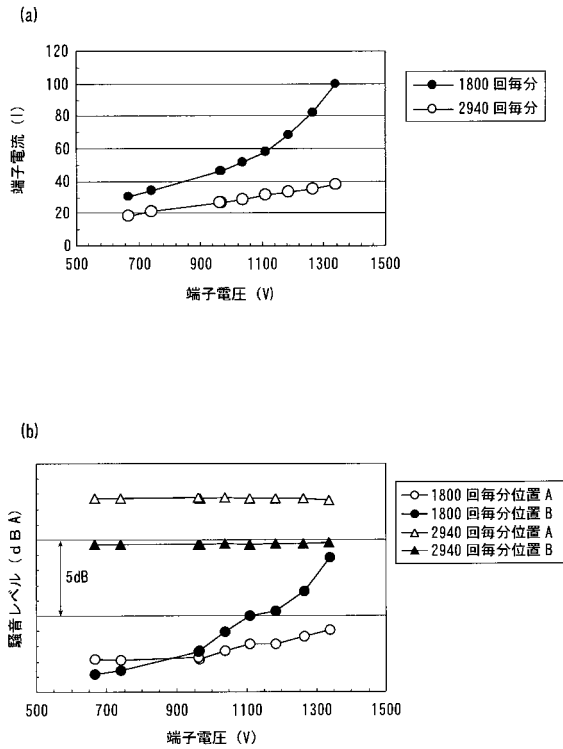 (a)
120
100
80
60
40
20
0
端子電流 (I)
500 700 900 1100 1300 1500
端子電圧 (V)
1800 回毎分
2940 回毎分
(b)
騒音レベル (dBA)
5dB
500 700 900 1100 1300 1500
端子電圧 (V)
1800 回毎分位置 A
1800 回毎分位置 B
2940 回毎分位置 A
2940 回毎分位置 B